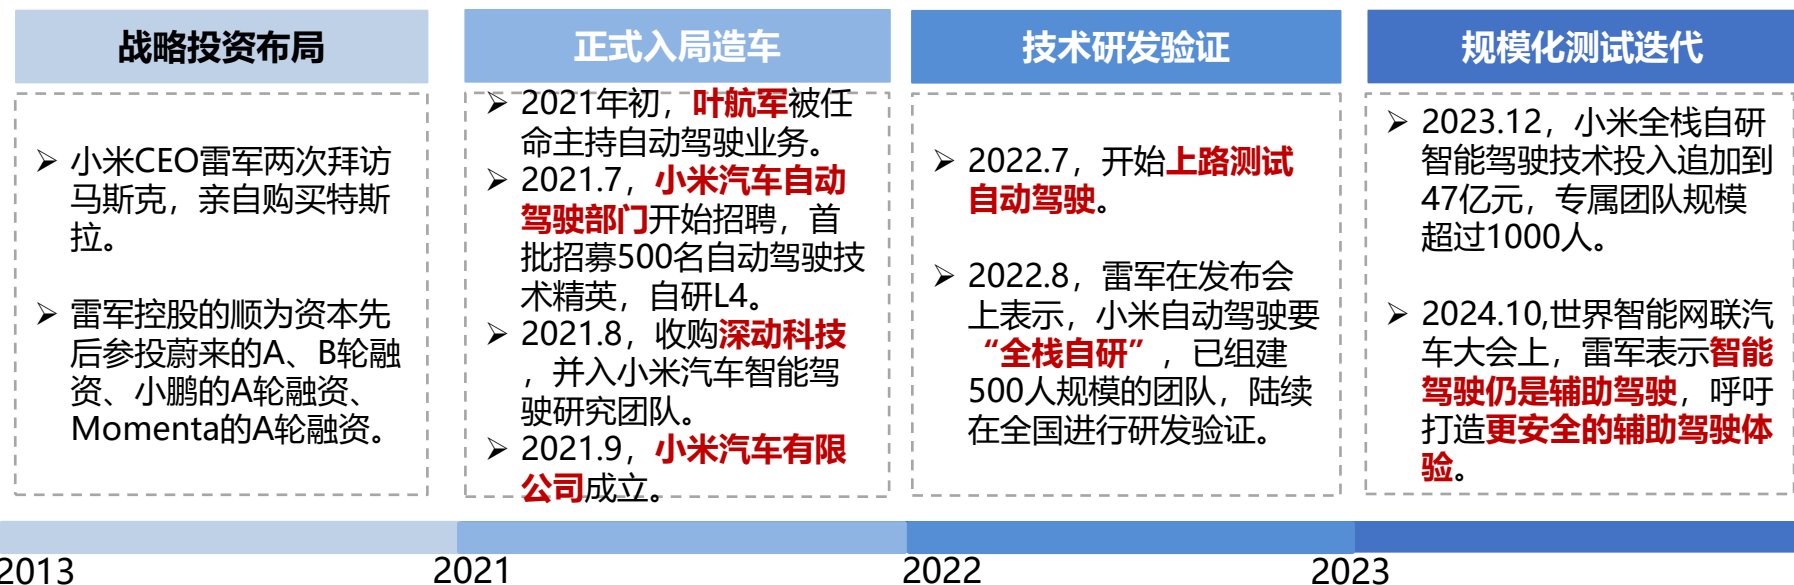 战略投资布局
➢ 小米CEO雷军两次拜访
马斯克，亲自购买特斯
拉。
➢ 雷军控股的顺为资本先
后参投蔚来的A、B轮融
资、小鹏的A轮融资、
Momenta的A轮融资。
正式入局造车
➢ 2021年初，叶航军被任
命主持自动驾驶业务。
➢ 2021.7，小米汽车自动
驾驶部门开始招聘，首
批招募500名自动驾驶技
术精英，自研L4。
➢ 2021.8，收购深动科技
，并入小米汽车智能驾
驶研究团队。
➢ 2021.9，小米汽车有限
公司成立。
技术研发验证
➢ 2022.7，开始上路测试
自动驾驶。
➢ 2022.8，雷军在发布会
上表示，小米自动驾驶要
“全栈自研”，已组建
500人规模的团队，陆续
在全国进行研发验证。
规模化测试迭代
➢ 2023.12，小米全栈自研
智能驾驶技术投入追加到
47亿元，专属团队规模
超过1000人。
➢ 2024.10,世界智能网联汽
车大会上，雷军表示智能
驾驶仍是辅助驾驶，呼吁
打造更安全的辅助驾驶体
验。
2013
2021
2022
2023